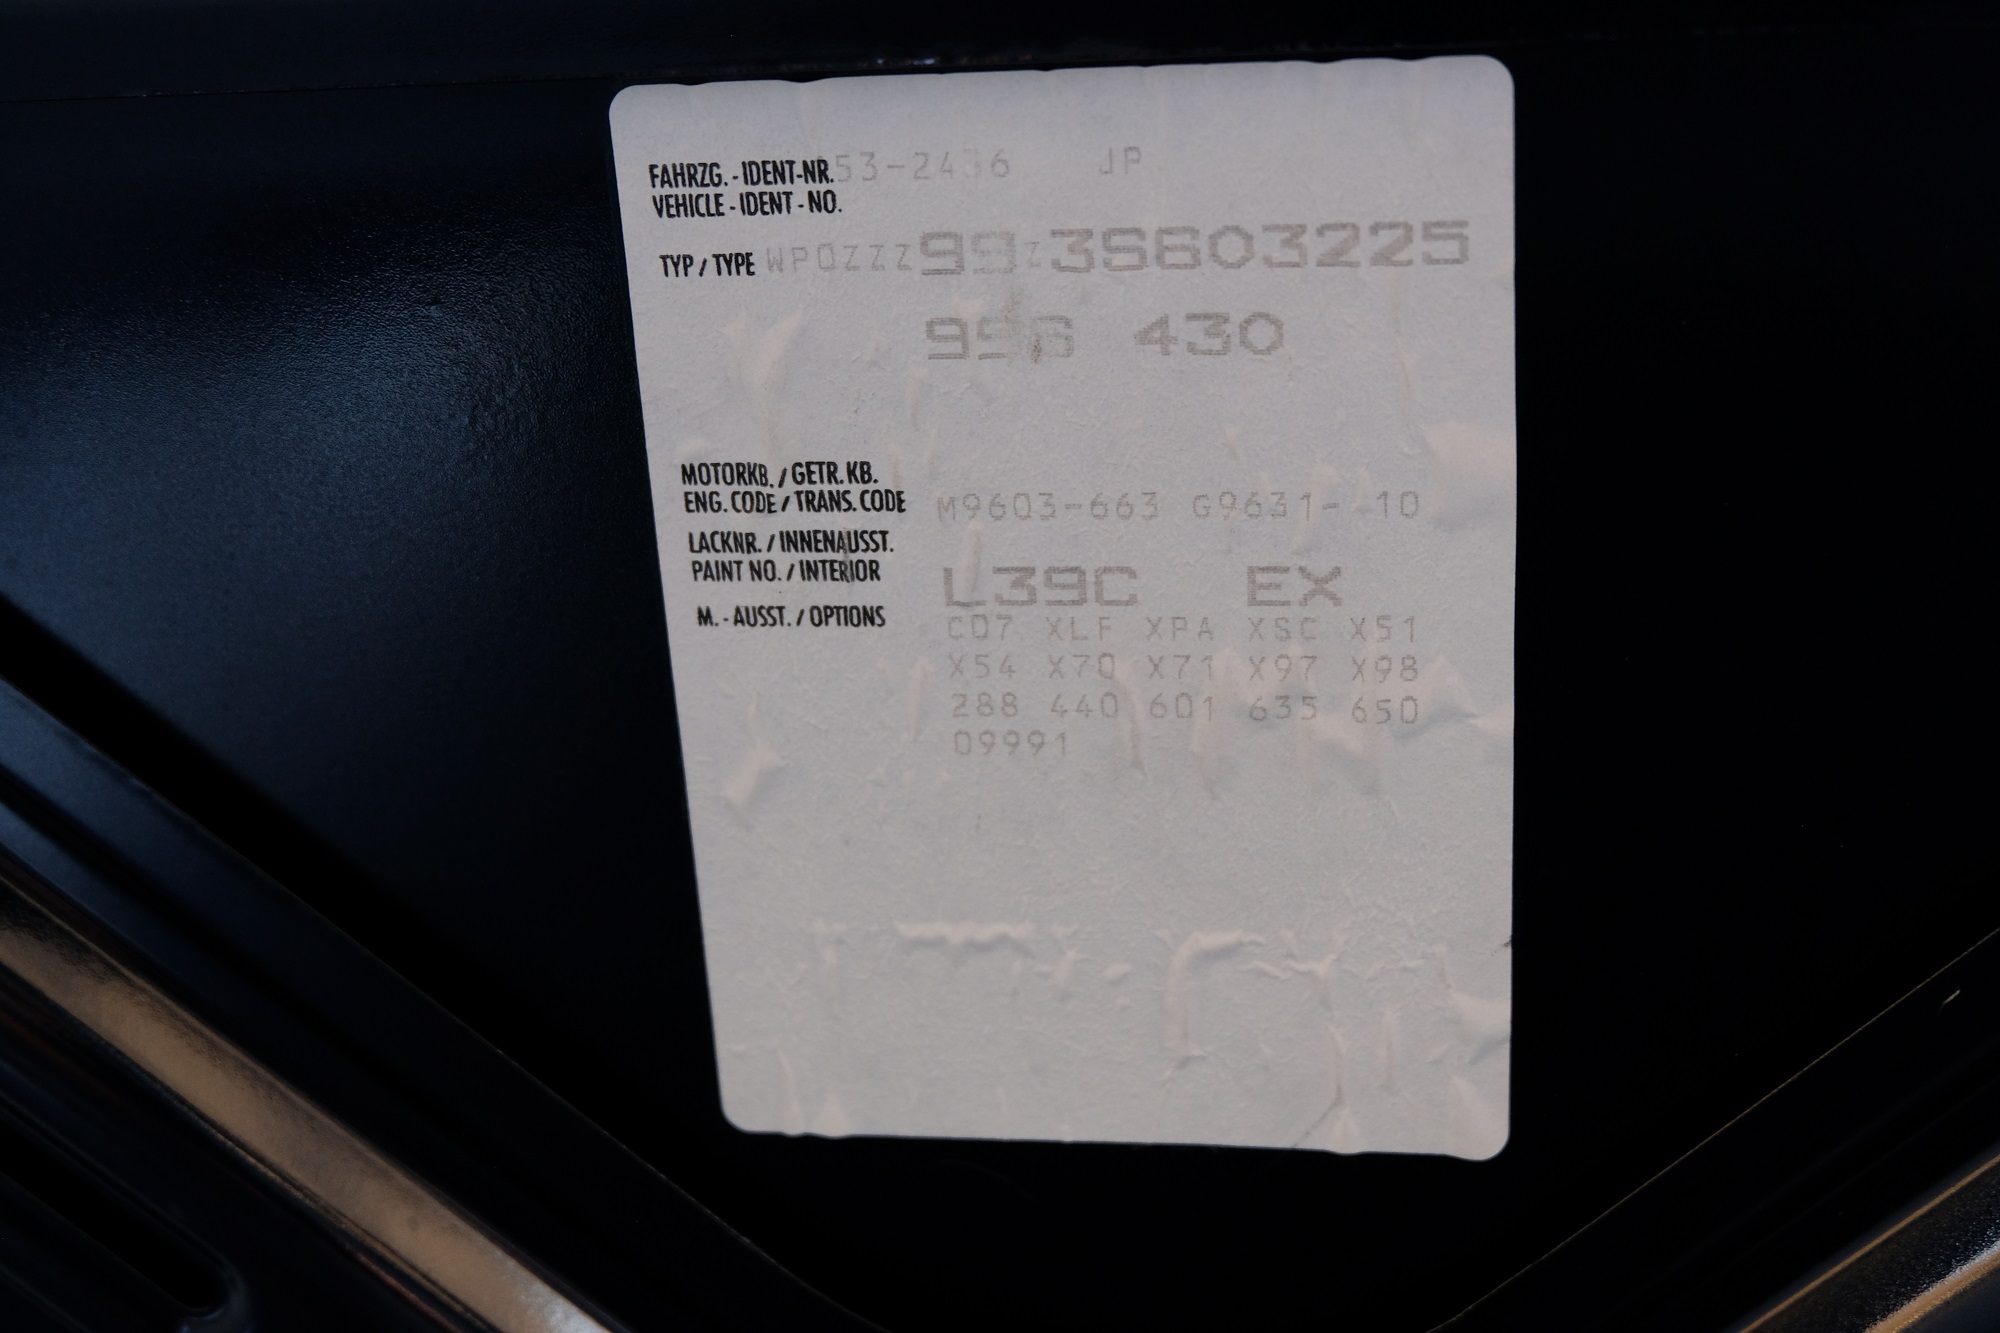 FAHRZG.-IDENT-NR. 53-2436 JP
VEHICLE-IDENT-NO.
TYP/TYPE WP0ZZZ99ZSS603225
996 430
MOTORKB./GETR.KB.
ENG.CODE/TRANS.CODE M9603-663 G9631- 10
LACKNR./INNENAUSST.
PAINT NO./INTERIOR L39C EX
M.-AUSST./OPTIONS C07 XLF XPA XSC X51
X54 X70 X71 X97 X98
288 440 601 635 650
09991